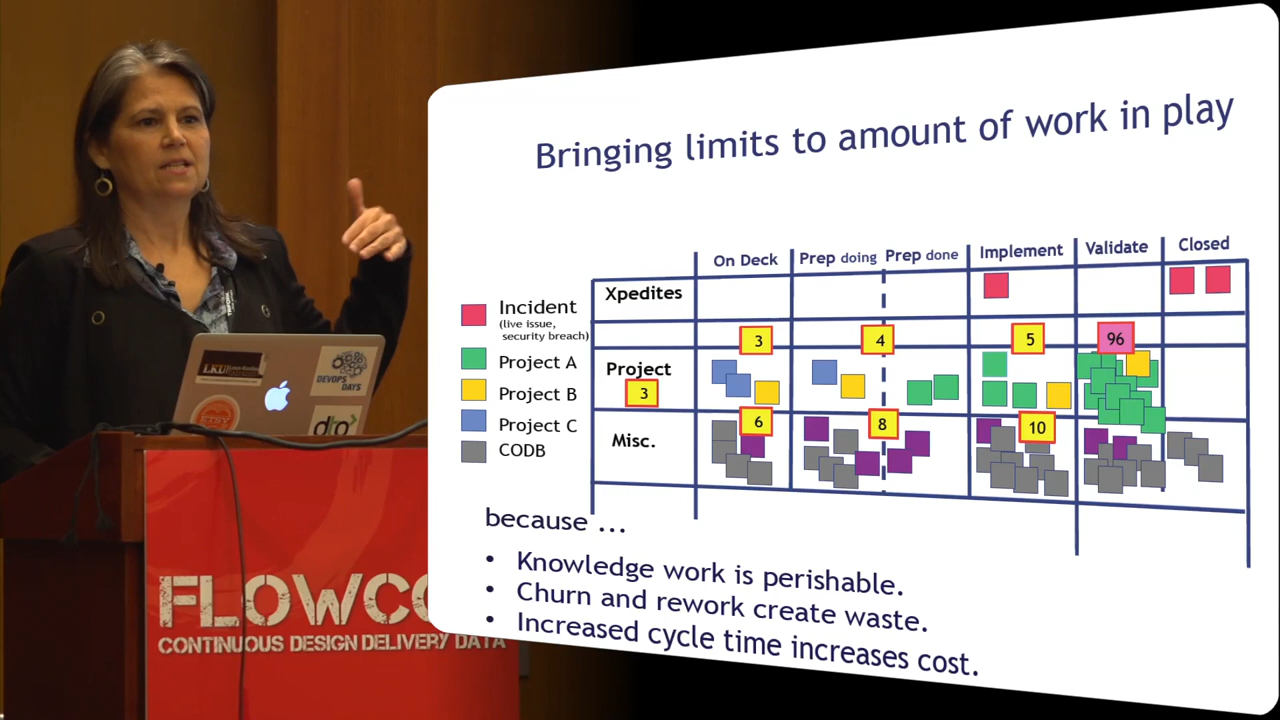 Bringing limits to amount of work in play
On Deck
Prep doing
Prep done
Implement
Validate
Closed
Xpedites
Incident
(live issue,
security breach)
3
4
5
96
Project A
Project
Project B
3
Project C
6
8
10
Misc.
CODB
because ...
• Knowledge work is perishable.
• Churn and rework create waste.
• Increased cycle time increases cost.
LKU
DEVOPS
DAYS
FLOWCO
CONTINUOUS DESIGN DELIVERY DATA